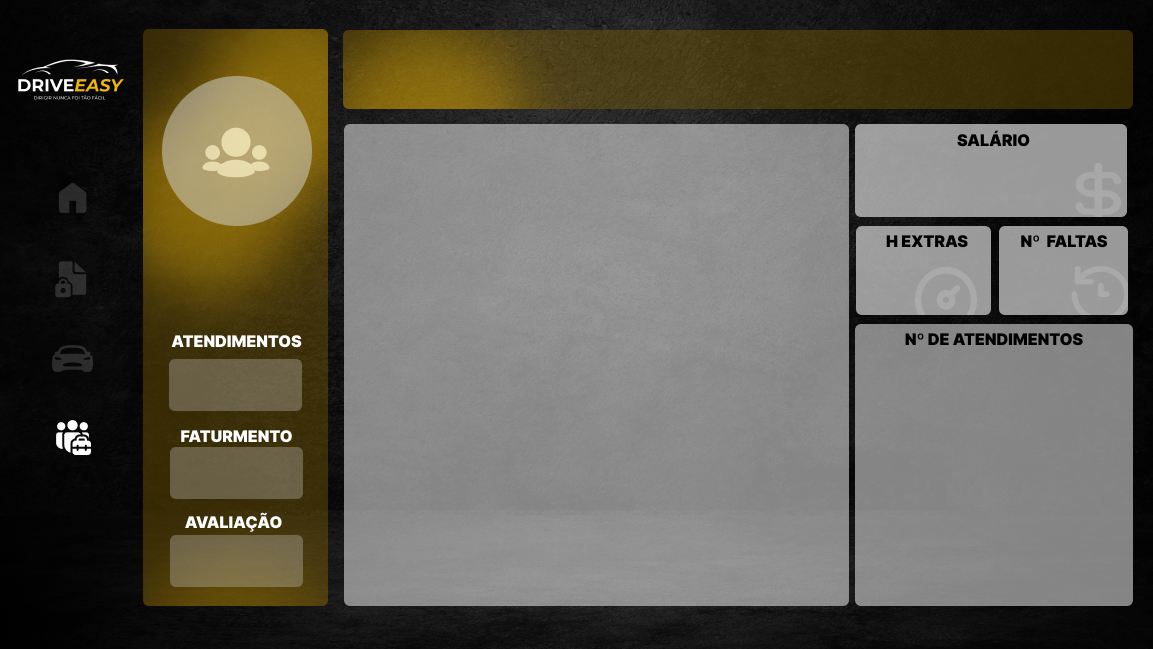 DRIVEEASY
DIRIGIR NUNCA FOI TÃO FÁCIL
ATENDIMENTOS
FATURMENTO
AVALIAÇÃO
SALÁRIO
H EXTRAS
Nº FALTAS
Nº DE ATENDIMENTOS